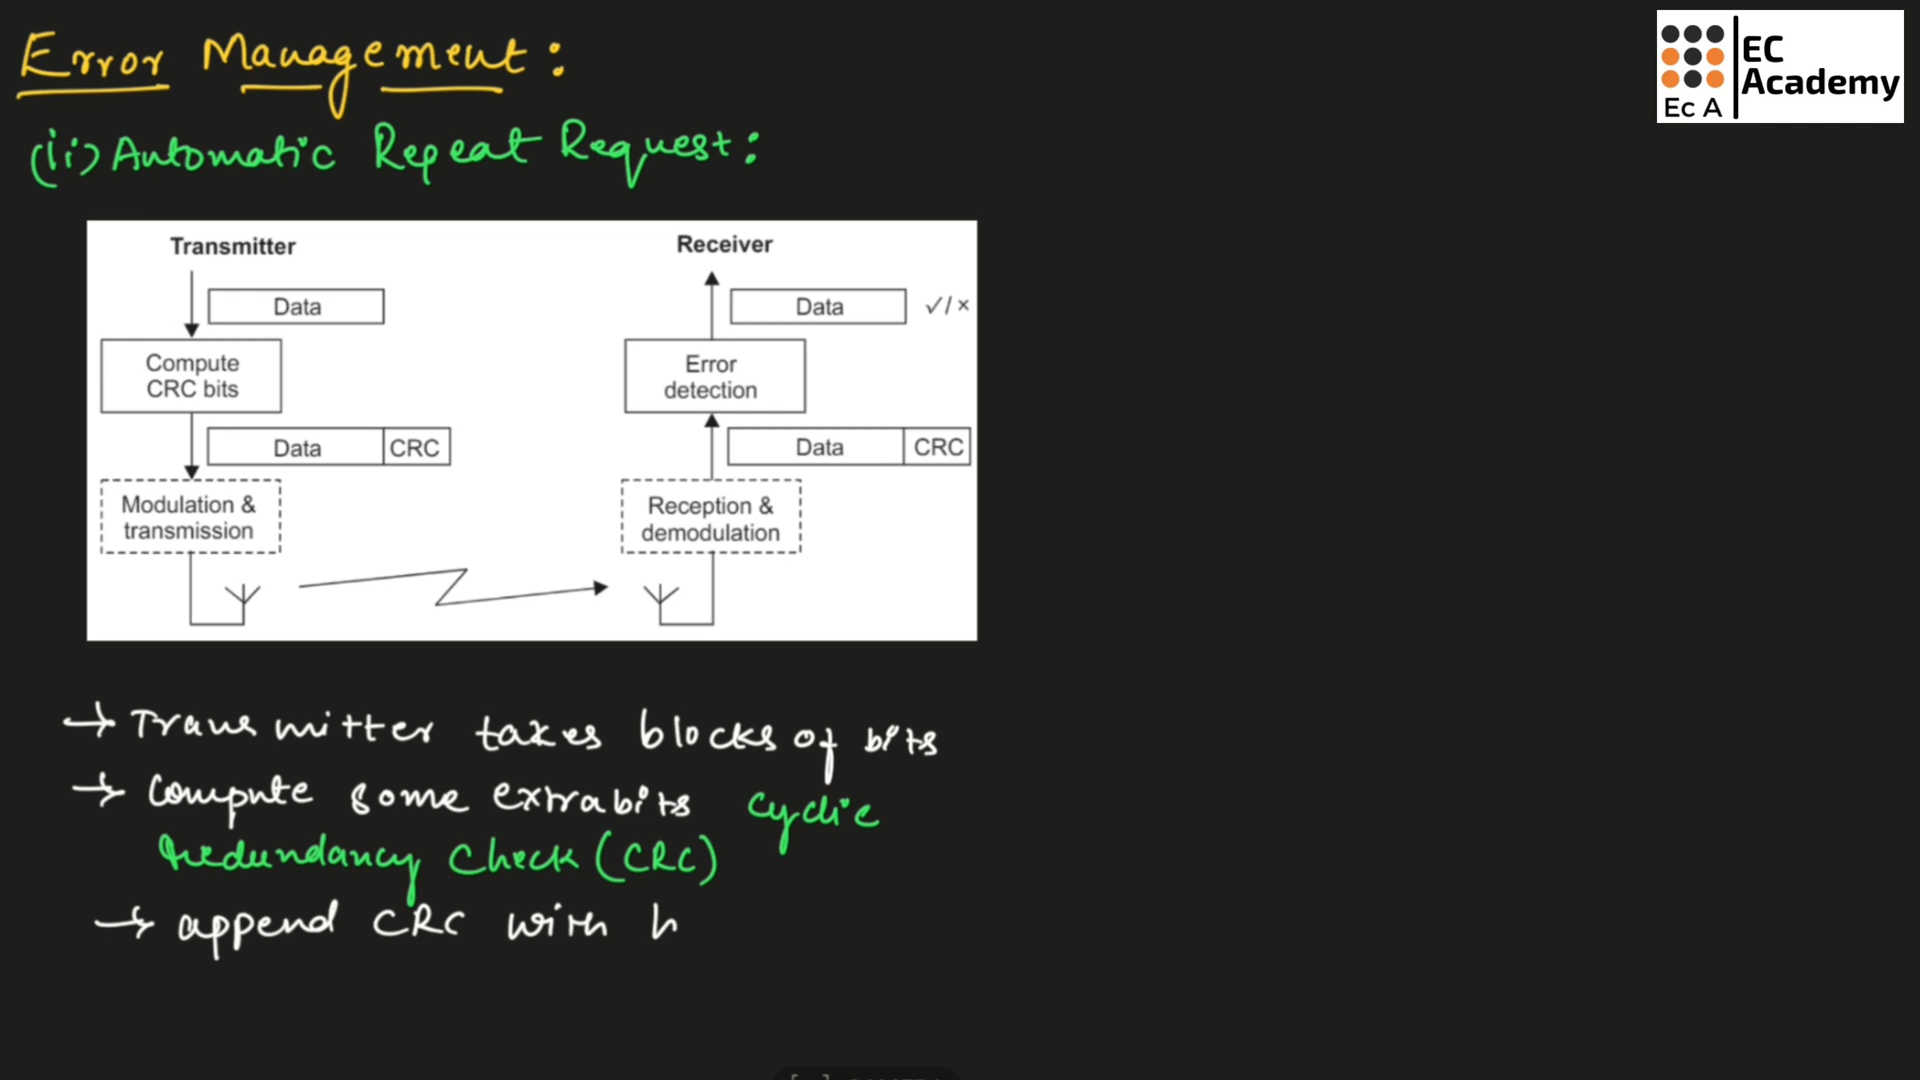 Error Management:
EC
Academy
Ec A
(ii) Automatic Repeat Request:
Transmitter
Receiver
Data
Data ✓/×
Compute
CRC bits
Error
detection
Data CRC
Data CRC
Modulation &
transmission
Reception &
demodulation
→ Transmitter takes blocks of bits
→ Compute some extrabits Cyclic
Redundancy Check (CRC)
→ append CRC with